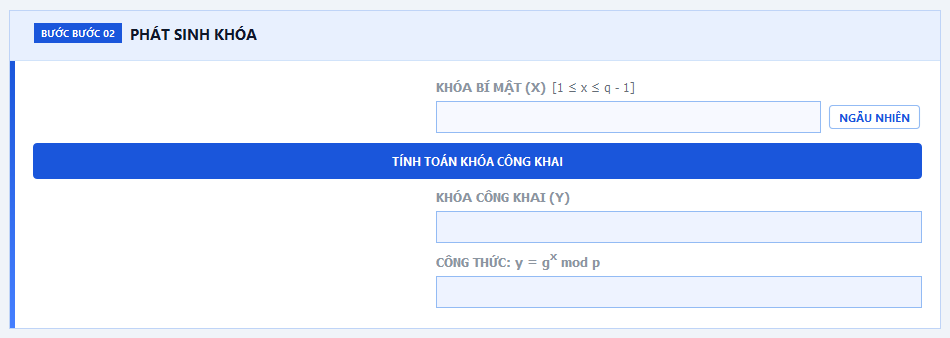 BƯỚC BƯỚC 02 PHÁT SINH KHÓA
KHÓA BÍ MẬT (X) [1 ≤ x ≤ q - 1]
NGẪU NHIÊN
TÍNH TOÁN KHÓA CÔNG KHAI
KHÓA CÔNG KHAI (Y)
CÔNG THỨC: y = g^x mod p